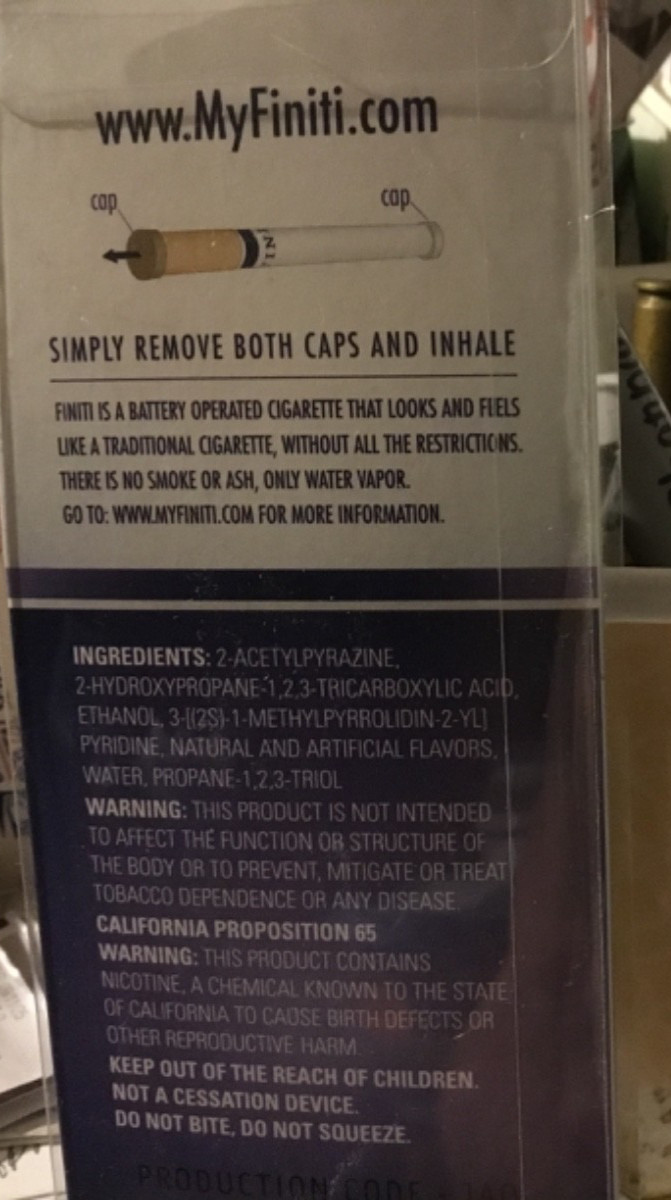 www.MyFiniti.com
cap
cap
FINI
SIMPLY REMOVE BOTH CAPS AND INHALE
FINITI IS A BATTERY OPERATED CIGARETTE THAT LOOKS AND FEELS
LIKE A TRADITIONAL CIGARETTE, WITHOUT ALL THE RESTRICTIONS.
THERE IS NO SMOKE OR ASH, ONLY WATER VAPOR.
GO TO: WWW.MYFINITI.COM FOR MORE INFORMATION.
INGREDIENTS: 2-ACETYLPYRAZINE,
2-HYDROXYPROPANE-1,2,3-TRICARBOXYLIC ACID,
ETHANOL, 3-[(2S)-1-METHYLPYRROLIDIN-2-YL]
PYRIDINE, NATURAL AND ARTIFICIAL FLAVORS,
WATER, PROPANE-1,2,3-TRIOL
WARNING: THIS PRODUCT IS NOT INTENDED
TO AFFECT THE FUNCTION OR STRUCTURE OF
THE BODY OR TO PREVENT, MITIGATE OR TREAT
TOBACCO DEPENDENCE OR ANY DISEASE.
CALIFORNIA PROPOSITION 65
WARNING: THIS PRODUCT CONTAINS
NICOTINE, A CHEMICAL KNOWN TO THE STATE
OF CALIFORNIA TO CAUSE BIRTH DEFECTS OR
OTHER REPRODUCTIVE HARM.
KEEP OUT OF THE REACH OF CHILDREN.
NOT A CESSATION DEVICE.
DO NOT BITE, DO NOT SQUEEZE.
PRODUCTION CODE